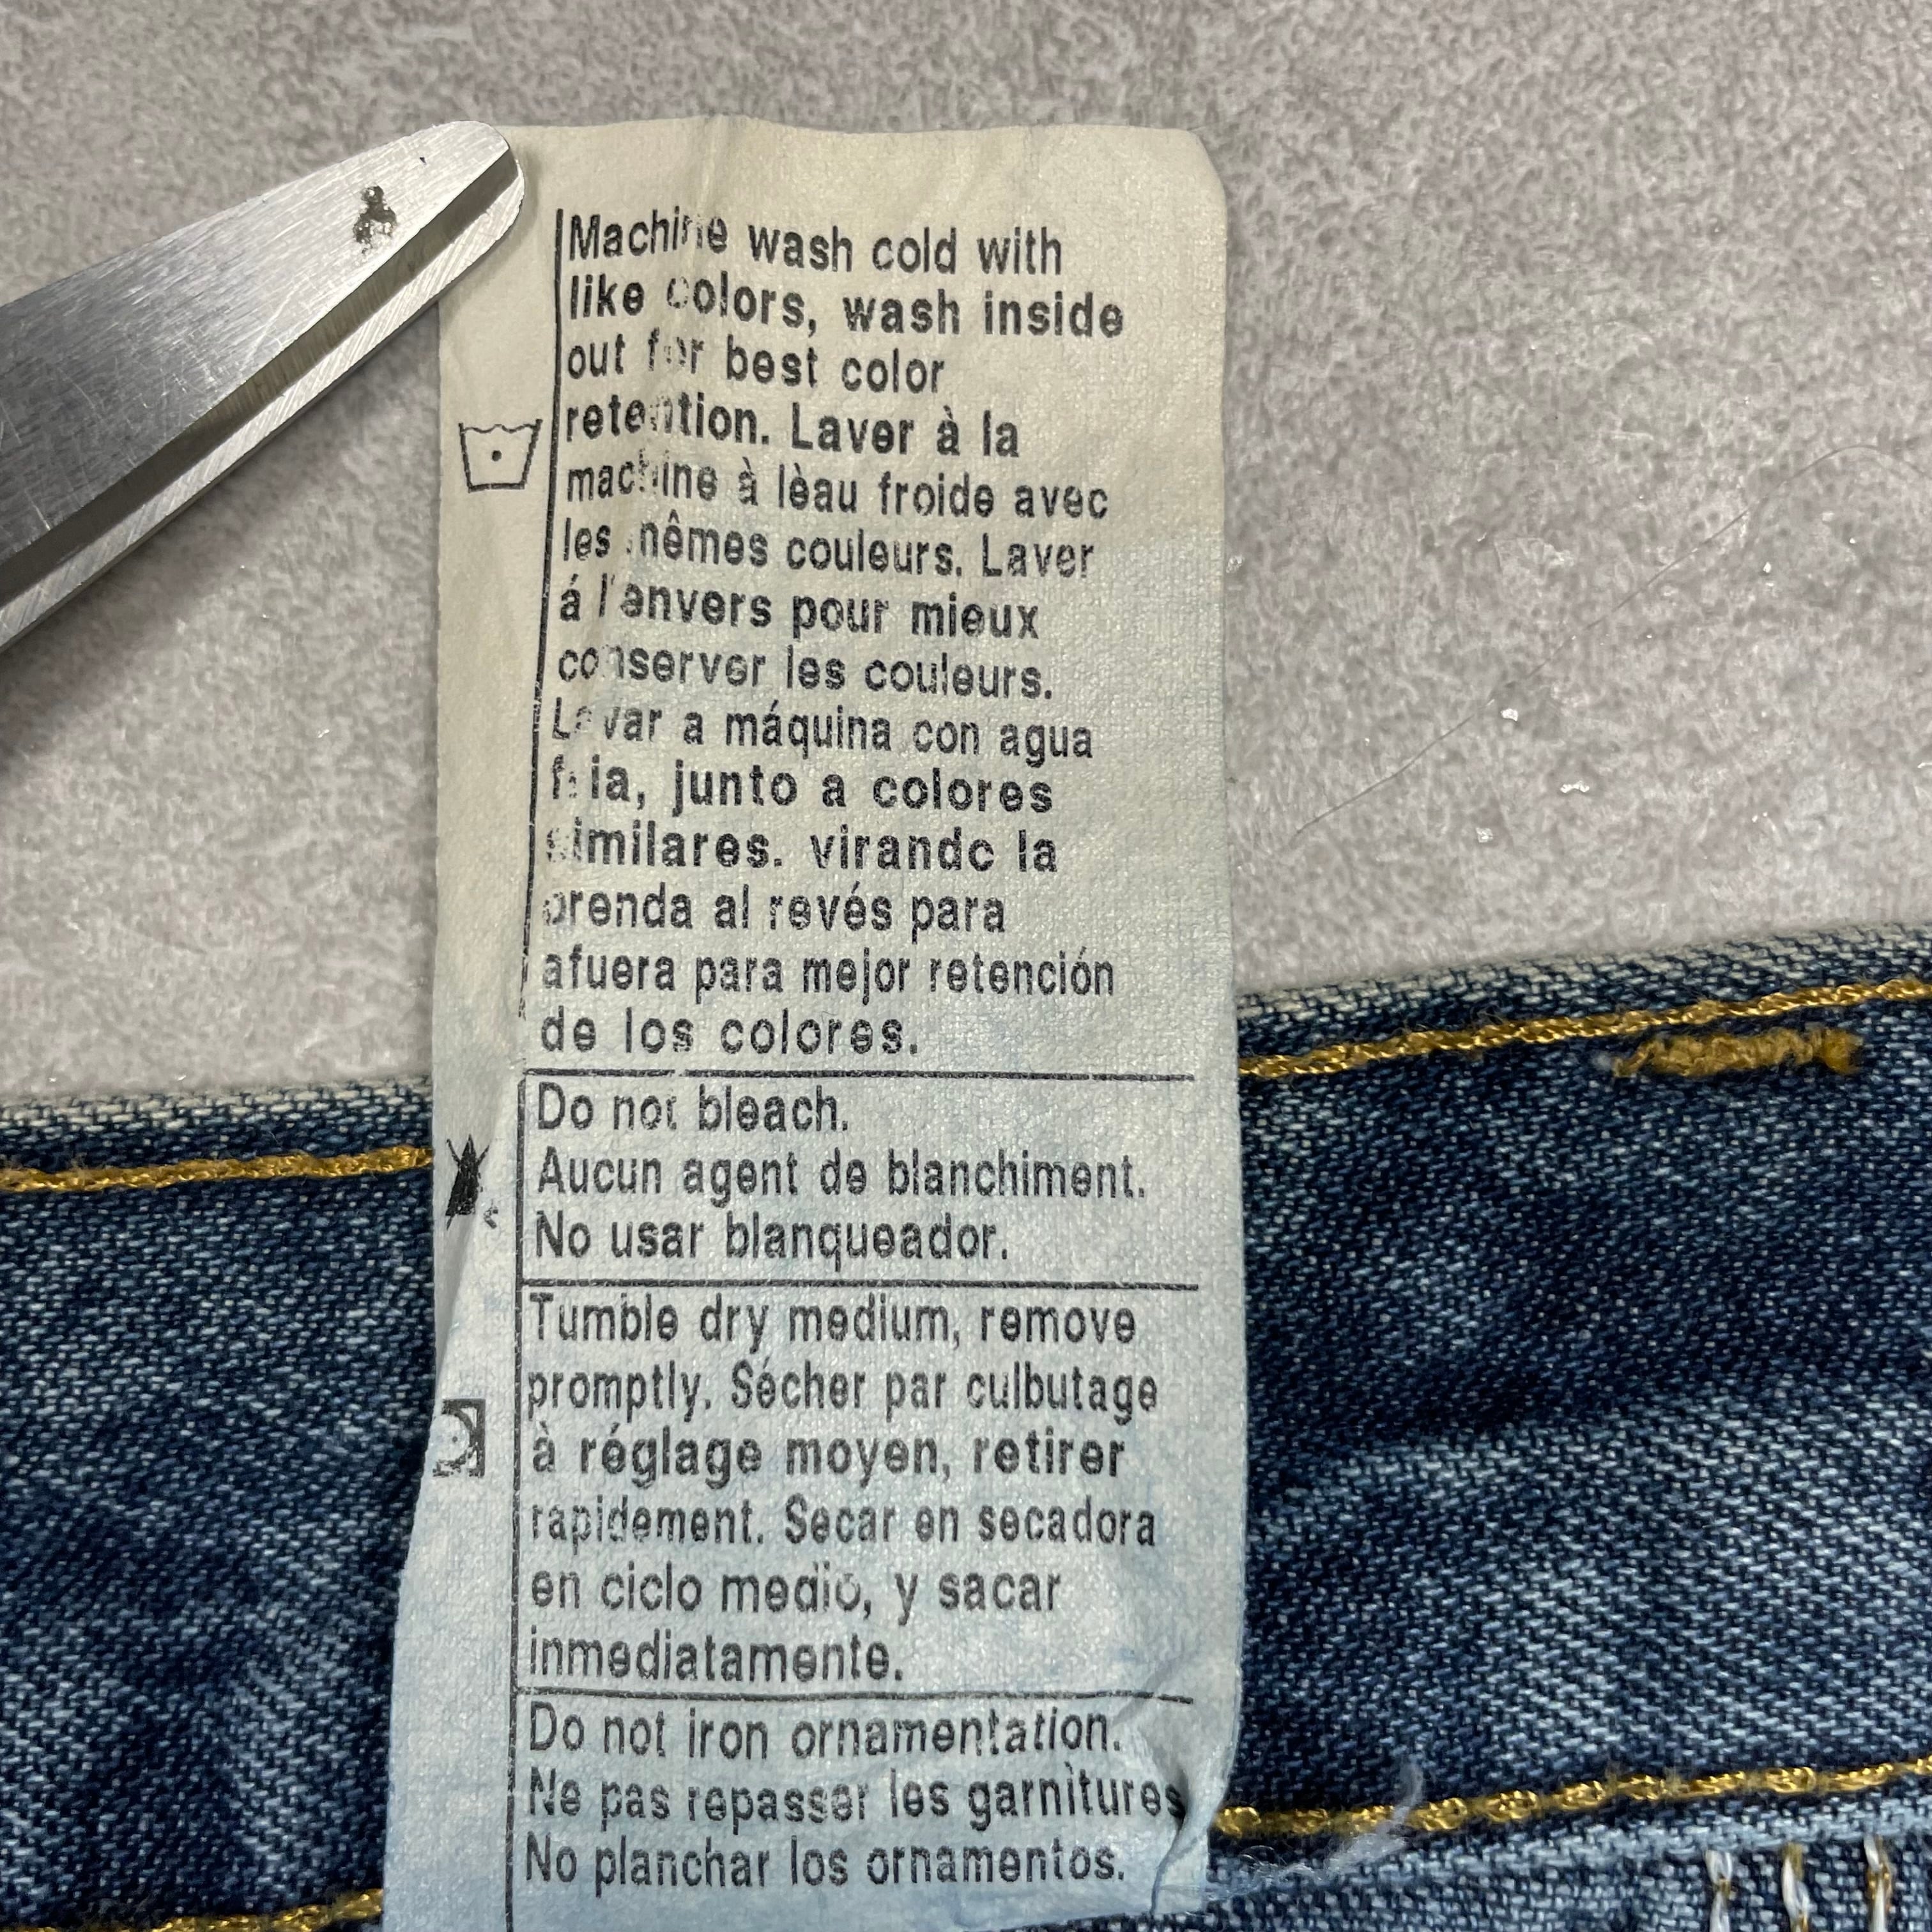 Machine wash cold with
like colors, wash inside
out for best color
retention. Laver à la
machine à lèau froide avec
les mêmes couleurs. Laver
á l'envers pour mieux
conserver les couleurs.
Lavar a máquina con agua
fria, junto a colores
similares. virando la
prenda al revés para
afuera para mejor retención
de los colores.
Do not bleach.
Aucun agent de blanchiment.
No usar blanqueador.
Tumble dry medium, remove
promptly. Sécher par culbutage
à réglage moyen, retirer
rapidement. Secar en secadora
en ciclo medio, y sacar
inmediatamente.
Do not iron ornamentation.
Ne pas repasser les garnitures
No planchar los ornamentos.